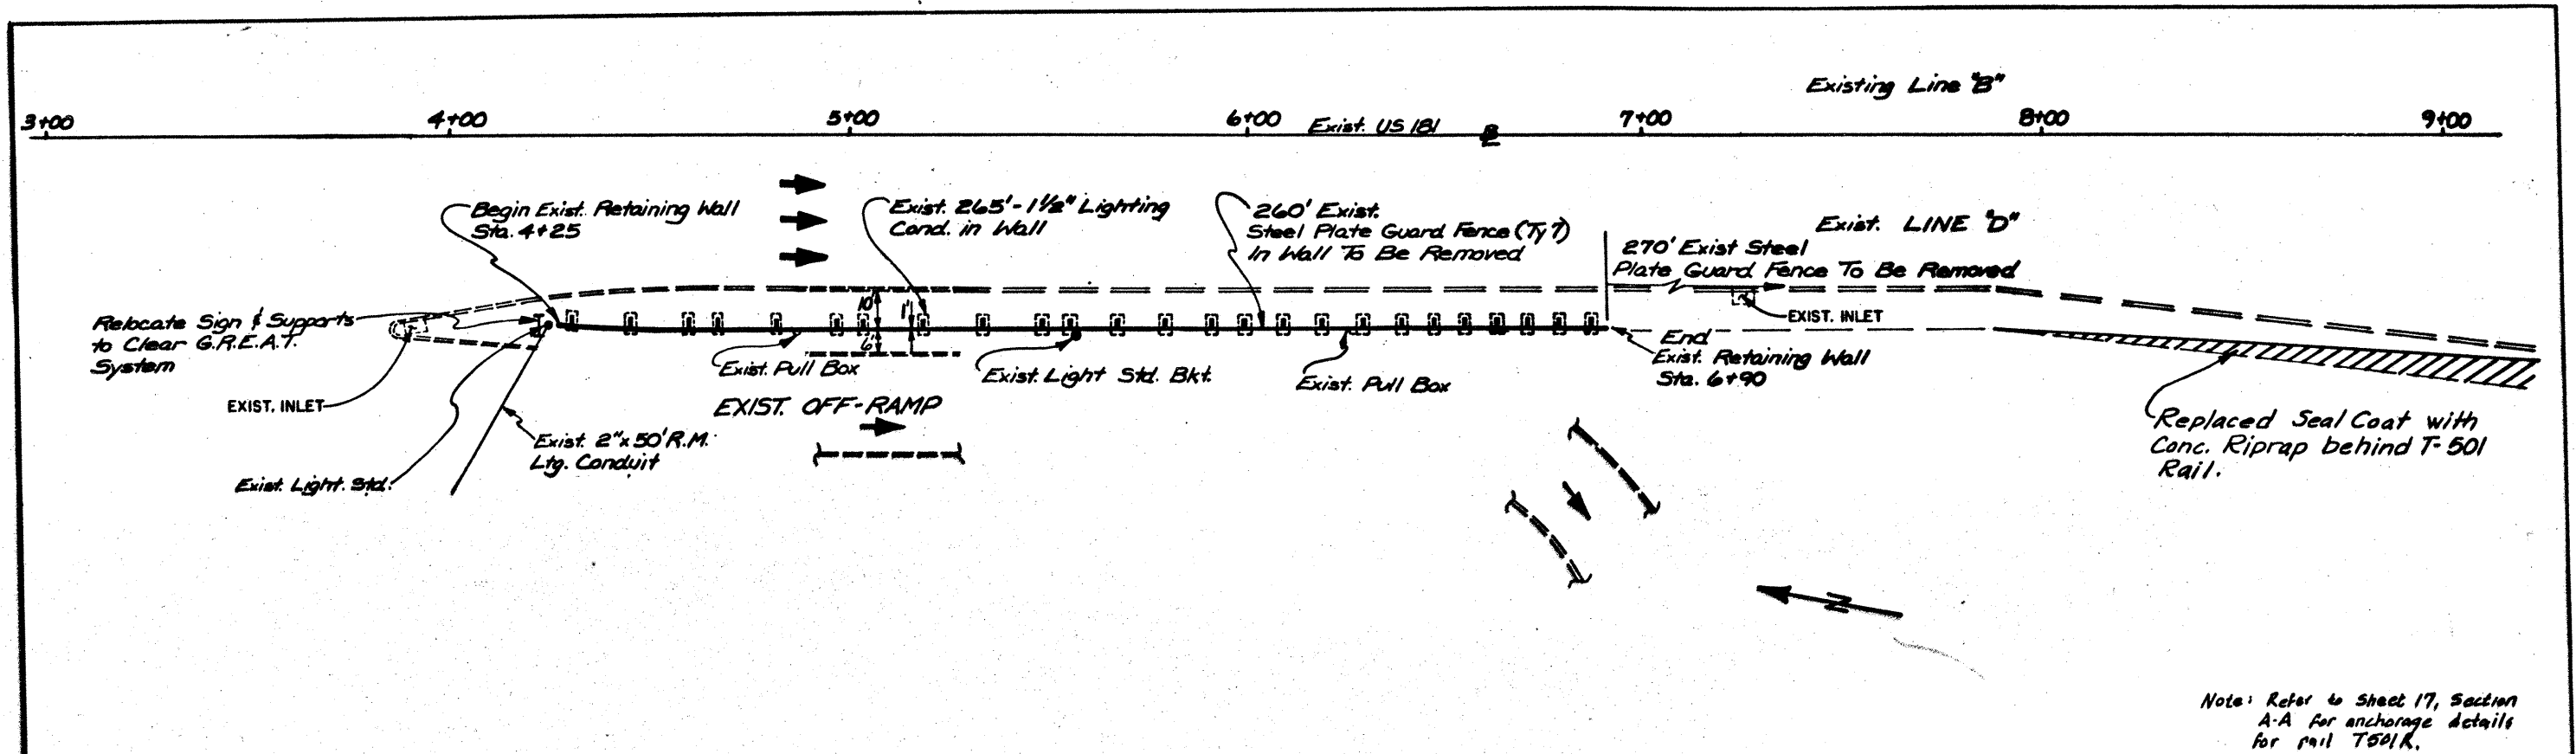 Existing Line "B"
3+00
4+00
5+00
6+00
Exist. US 181
7+00
8+00
9+00
Begin Exist. Retaining Wall
Sta. 4+25
Exist. 265'-1½" Lighting
Cond. in Wall
260' Exist.
Steel Plate Guard Fence (Ty 7)
In Wall To Be Removed
Exist. LINE "D"
270' Exist Steel
Plate Guard Fence To Be Removed
10'
1'
6'
Relocate Sign & Supports
to Clear G.R.E.A.T.
System
EXIST. INLET
EXIST. INLET
Exist. Pull Box
Exist. Light Std. Bkt.
Exist. Pull Box
End
Exist. Retaining Wall
Sta. 6+90
EXIST. OFF-RAMP
Exist. 2"x50' R.M.
Ltg. Conduit
Exist. Light. Std.
Replaced Seal Coat with
Conc. Riprap behind T-501
Rail.
N
Note: Refer to Sheet 17, Section
A-A for anchorage details
for rail T501R.